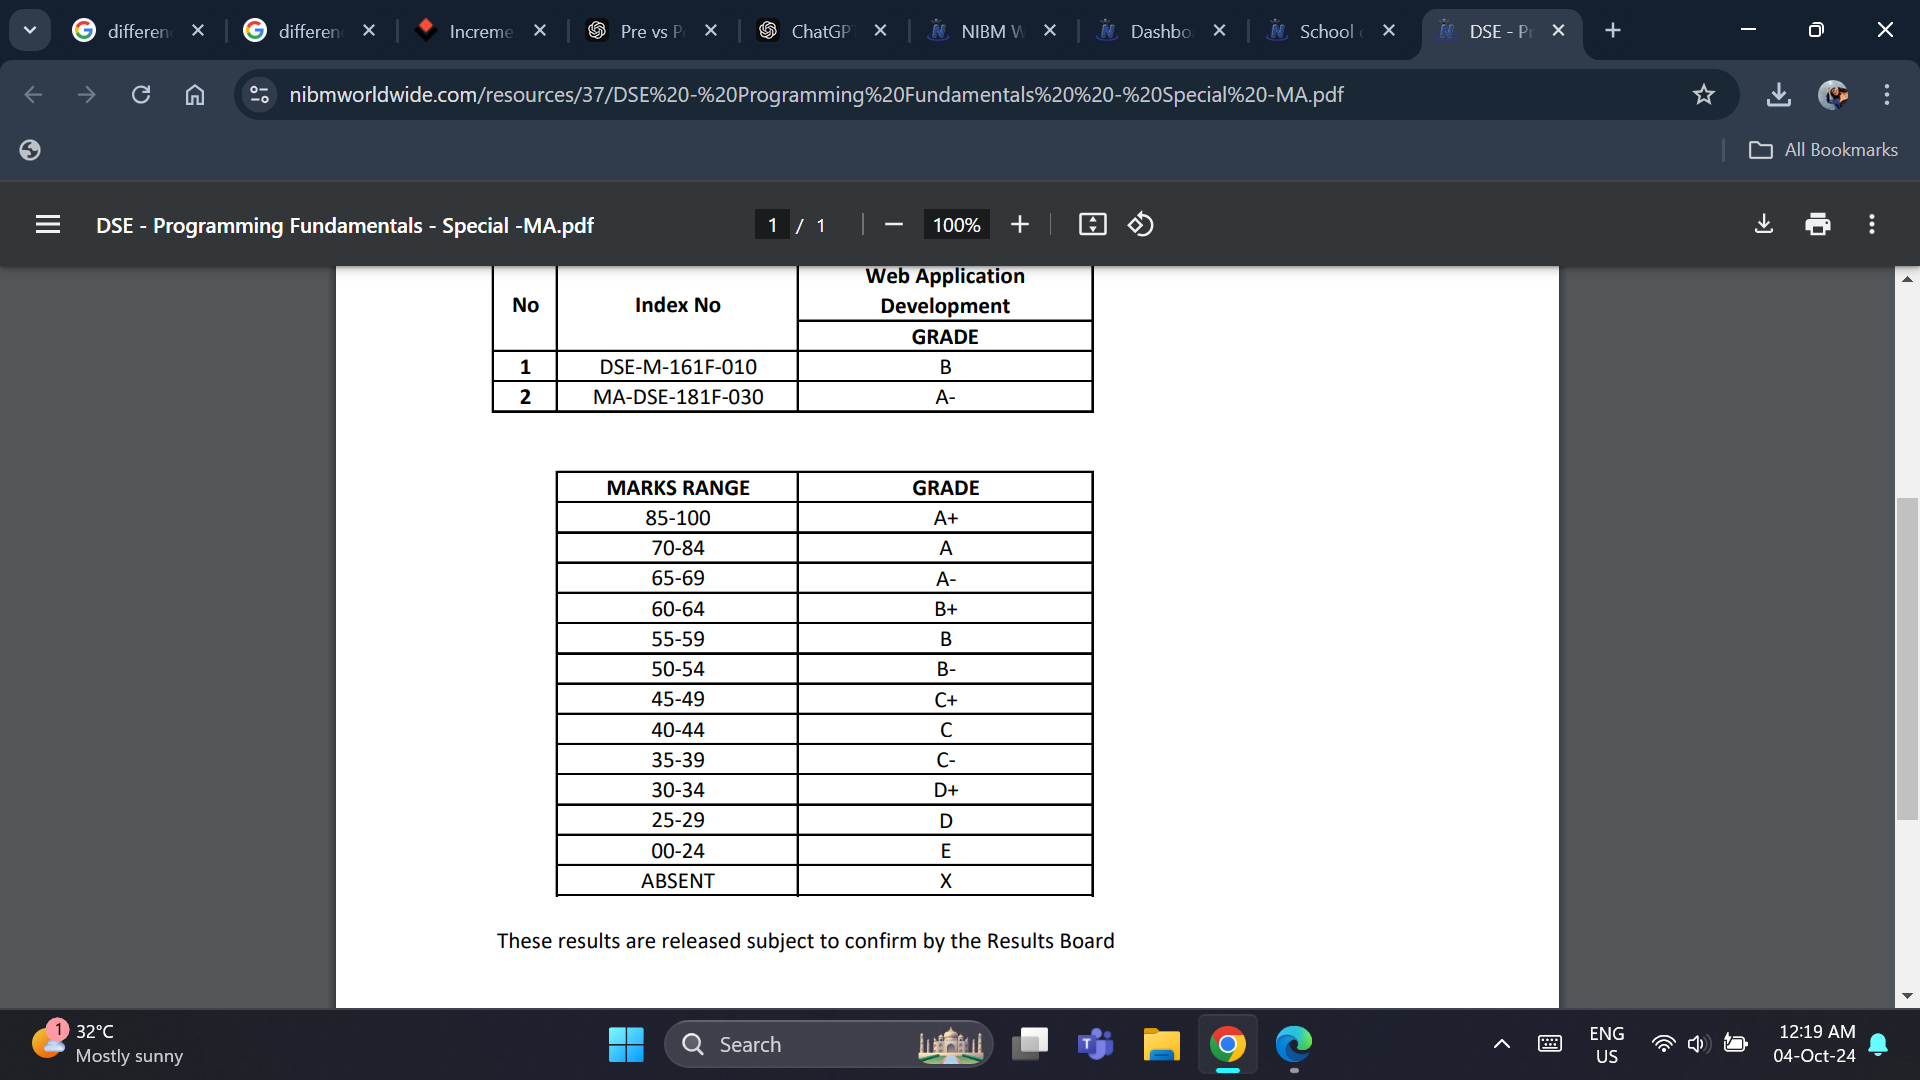 differen
differen
Increme
Pre vs P
ChatGP
NIBM W
Dashbo
School
DSE - Pr
nibmworldwide.com/resources/37/DSE%20-%20Programming%20Fundamentals%20%20-%20Special%20-MA.pdf
All Bookmarks
DSE - Programming Fundamentals - Special -MA.pdf
1 / 1
100%
No Index No Web Application
Development
GRADE
1 DSE-M-161F-010 B
2 MA-DSE-181F-030 A-
MARKS RANGE GRADE
85-100 A+
70-84 A
65-69 A-
60-64 B+
55-59 B
50-54 B-
45-49 C+
40-44 C
35-39 C-
30-34 D+
25-29 D
00-24 E
ABSENT X
These results are released subject to confirm by the Results Board
1
32°C
Mostly sunny
Search
ENG
US
12:19 AM
04-Oct-24